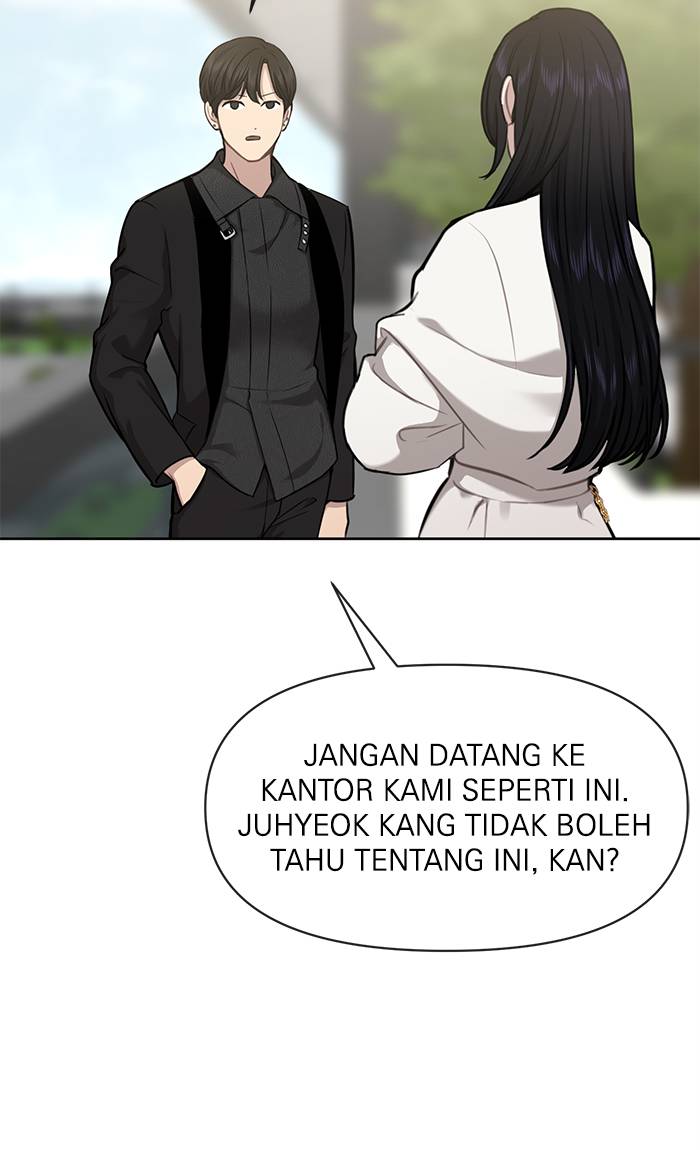 JANGAN DATANG KE
KANTOR KAMI SEPERTI INI.
JUHYEOK KANG TIDAK BOLEH
TAHU TENTANG INI, KAN?